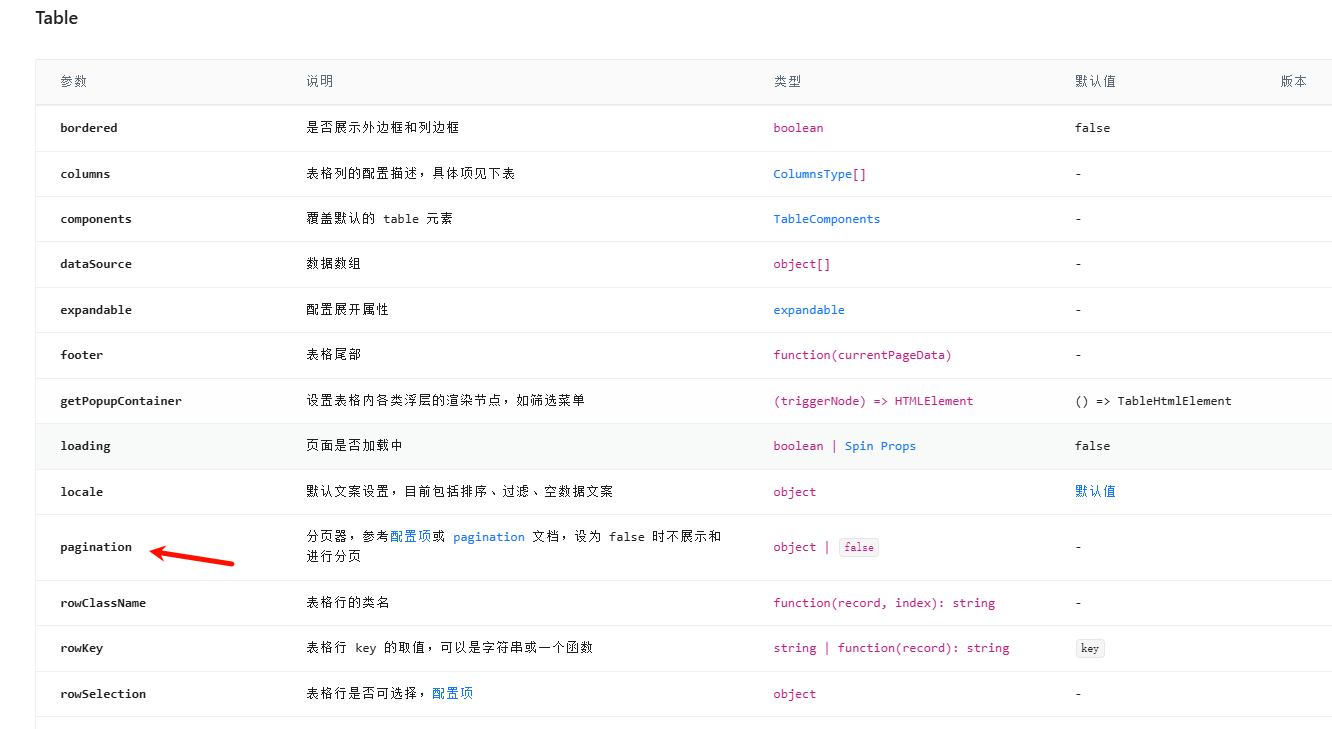 Table
参数 说明 类型 默认值 版本
bordered 是否展示外边框和列边框 boolean false
columns 表格列的配置描述，具体项见下表 ColumnsType[] -
components 覆盖默认的 table 元素 TableComponents -
dataSource 数据数组 object[] -
expandable 配置展开属性 expandable -
footer 表格尾部 function(currentPageData) -
getPopupContainer 设置表格内各类浮层的渲染节点，如筛选菜单 (triggerNode) => HTMLElement () => TableHtmlElement
loading 页面是否加载中 boolean | Spin Props false
locale 默认文案设置，目前包括排序、过滤、空数据文案 object 默认值
pagination 分页器，参考配置项或 pagination 文档，设为 false 时不展示和
进行分页 object | false -
rowClassName 表格行的类名 function(record, index): string -
rowKey 表格行 key 的取值，可以是字符串或一个函数 string | function(record): string key
rowSelection 表格行是否可选择，配置项 object -